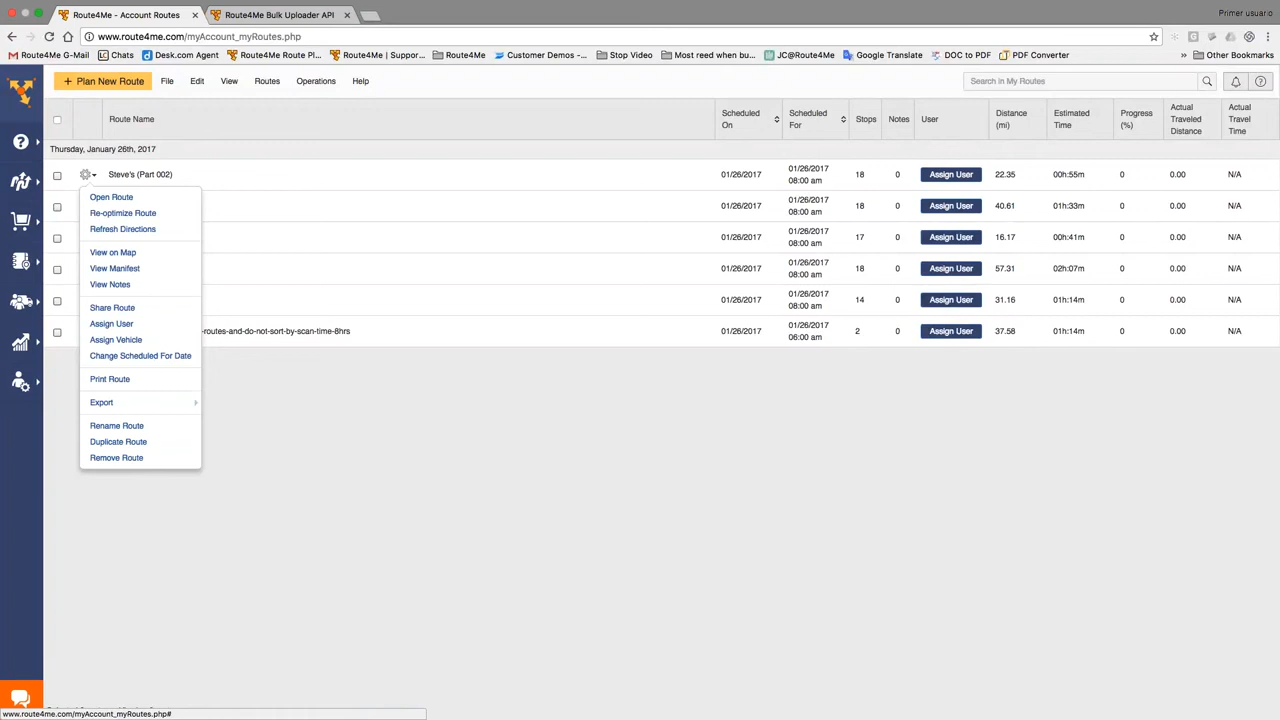 Route4Me - Account Routes
Route4Me Bulk Uploader API
Primer usuario
www.route4me.com/myAccount_myRoutes.php
Route4Me G-Mail
Chats
Desk.com Agent
Route4Me Route Pl...
Route4Me | Suppor...
Route4Me
Customer Demos -...
Stop Video
Most read when bu...
JC@Route4Me
Google Translate
DOC to PDF
PDF Converter
»
Other Bookmarks
+ Plan New Route
File
Edit
View
Routes
Operations
Help
Search in My Routes
Route Name
Scheduled On
Scheduled For
Stops
Notes
User
Distance (mi)
Estimated Time
Progress (%)
Actual Traveled Distance
Actual Travel Time
Thursday, January 26th, 2017
Steve's (Part 002) 01/26/2017 01/26/2017 08:00 am 18 0 Assign User 22.35 00h:55m 0 0.00 N/A
01/26/2017 01/26/2017 08:00 am 18 0 Assign User 40.61 01h:33m 0 0.00 N/A
01/26/2017 01/26/2017 08:00 am 17 0 Assign User 16.17 00h:41m 0 0.00 N/A
01/26/2017 01/26/2017 08:00 am 18 0 Assign User 57.31 02h:07m 0 0.00 N/A
01/26/2017 01/26/2017 08:00 am 14 0 Assign User 31.16 01h:14m 0 0.00 N/A
-routes-and-do-not-sort-by-scan-time-8hrs 01/26/2017 01/26/2017 06:00 am 2 0 Assign User 37.58 01h:14m 0 0.00 N/A
Open Route
Re-optimize Route
Refresh Directions
View on Map
View Manifest
View Notes
Share Route
Assign User
Assign Vehicle
Change Scheduled For Date
Print Route
Export
Rename Route
Duplicate Route
Remove Route
www.route4me.com/myAccount_myRoutes.php#